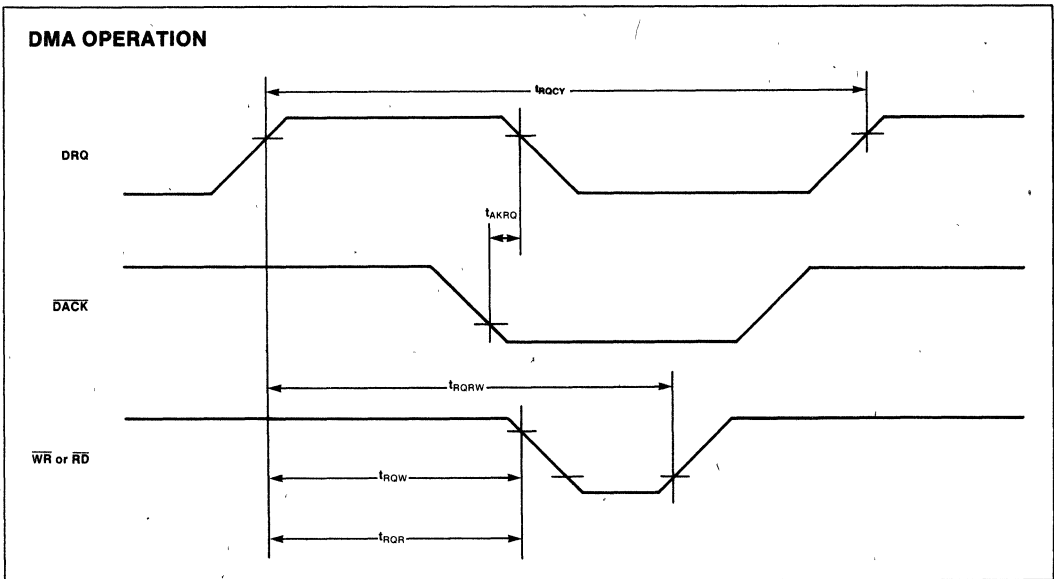 DMA OPERATION
tRQCY
DRQ
tAKRQ
DACK
tRQRW
WR or RD
tRQW
tRQR